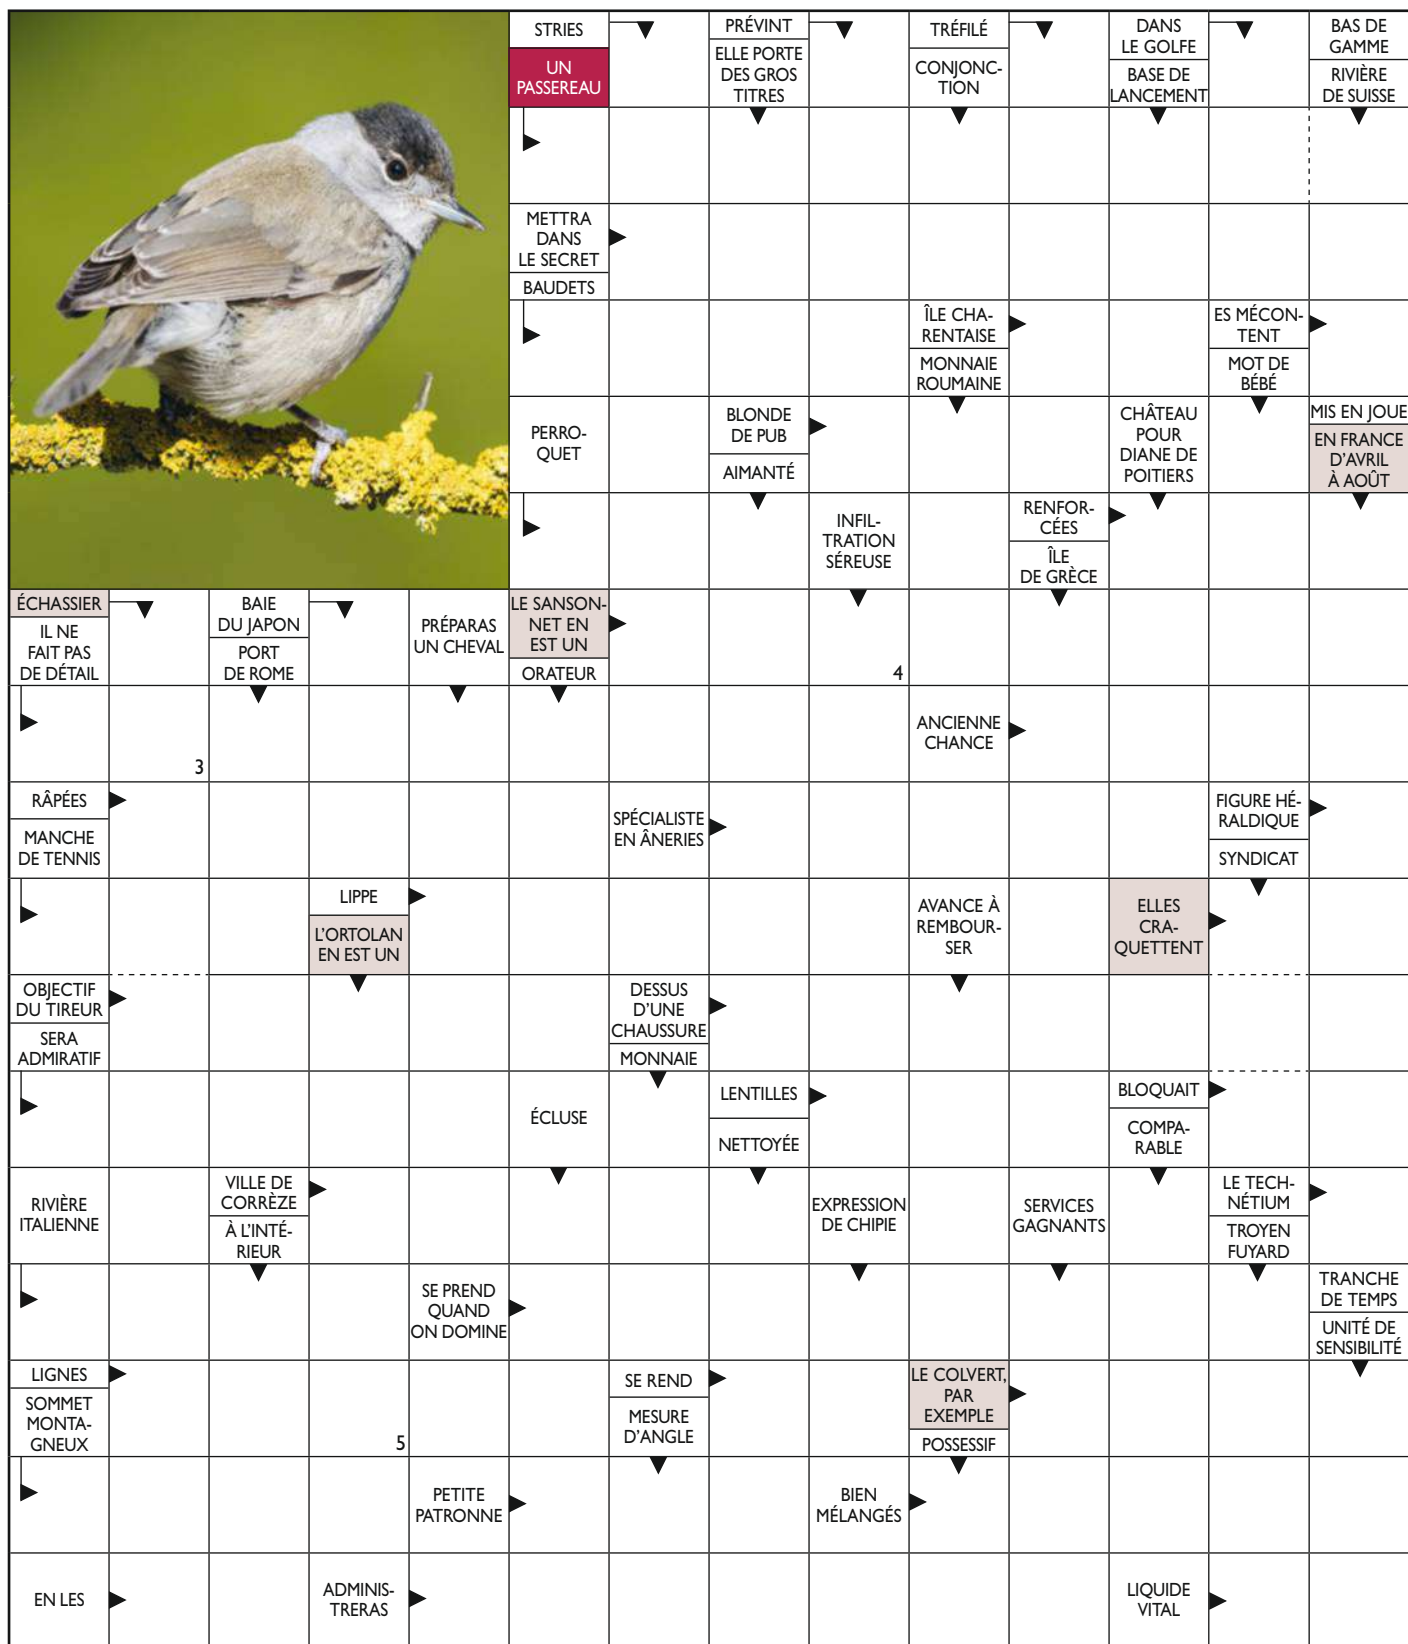 STRIES
UN
PASSEREAU
PRÉVINT
ELLE PORTE
DES GROS
TITRES
TRÉFILÉ
CONJONC-
TION
DANS
LE GOLFE
BASE DE
LANCEMENT
BAS DE
GAMME
RIVIÈRE
DE SUISSE
METTRA
DANS
LE SECRET
BAUDETS
ÎLE CHA-
RENTAISE
MONNAIE
ROUMAINE
ES MÉCON-
TENT
MOT DE
BÉBÉ
PERRO-
QUET
BLONDE
DE PUB
AIMANTÉ
CHÂTEAU
POUR
DIANE DE
POITIERS
MIS EN JOUE
EN FRANCE
D'AVRIL
À AOÛT
INFIL-
TRATION
SÉREUSE
RENFOR-
CÉES
ÎLE
DE GRÈCE
ÉCHASSIER
IL NE
FAIT PAS
DE DÉTAIL
BAIE
DU JAPON
PORT
DE ROME
PRÉPARAS
UN CHEVAL
LE SANSON-
NET EN
EST UN
ORATEUR
4
3
ANCIENNE
CHANCE
RÂPÉES
MANCHE
DE TENNIS
SPÉCIALISTE
EN ÂNERIES
FIGURE HÉ-
RALDIQUE
SYNDICAT
LIPPE
L'ORTOLAN
EN EST UN
AVANCE À
REMBOUR-
SER
ELLES
CRA-
QUETTENT
OBJECTIF
DU TIREUR
SERA
ADMIRATIF
DESSUS
D'UNE
CHAUSSURE
MONNAIE
ÉCLUSE
LENTILLES
NETTOYÉE
BLOQUAIT
COMPA-
RABLE
RIVIÈRE
ITALIENNE
VILLE DE
CORRÈZE
À L'INTÉ-
RIEUR
EXPRESSION
DE CHIPIE
SERVICES
GAGNANTS
LE TECH-
NÉTIUM
TROYEN
FUYARD
SE PREND
QUAND
ON DOMINE
TRANCHE
DE TEMPS
UNITÉ DE
SENSIBILITÉ
LIGNES
SOMMET
MONTA-
GNEUX
5
SE REND
MESURE
D'ANGLE
LE COLVERT,
PAR
EXEMPLE
POSSESSIF
PETITE
PATRONNE
BIEN
MÉLANGÉS
EN LES
ADMINIS-
TRERAS
LIQUIDE
VITAL